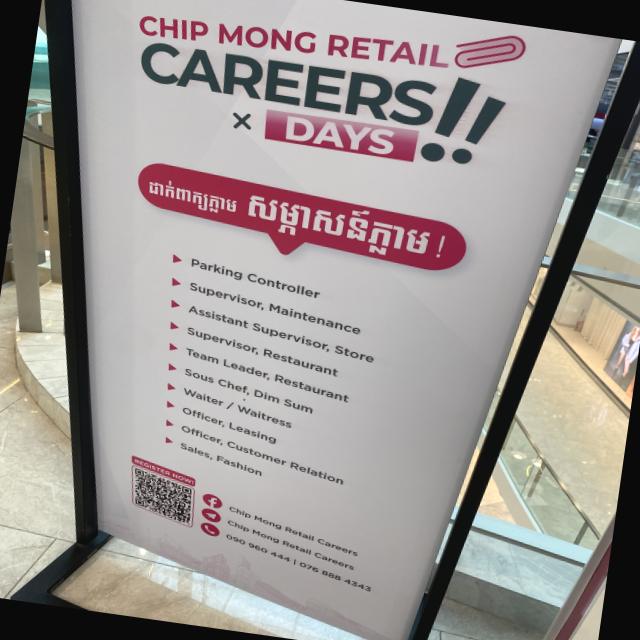 CHIP MONG RETAIL
CAREERS!!
× DAYS
ដាក់ពាក្យភ្លាម សម្ភាសន៍ភ្លាម !
Parking Controller
Supervisor, Maintenance
Assistant Supervisor, Store
Supervisor, Restaurant
Team Leader, Restaurant
Sous Chef, Dim Sum
Waiter / Waitress
Officer, Leasing
Officer, Customer Relation
Sales, Fashion
REGISTER NOW!
Chip Mong Retail Careers
Chip Mong Retail Careers
090 960 444 | 076 888 4343